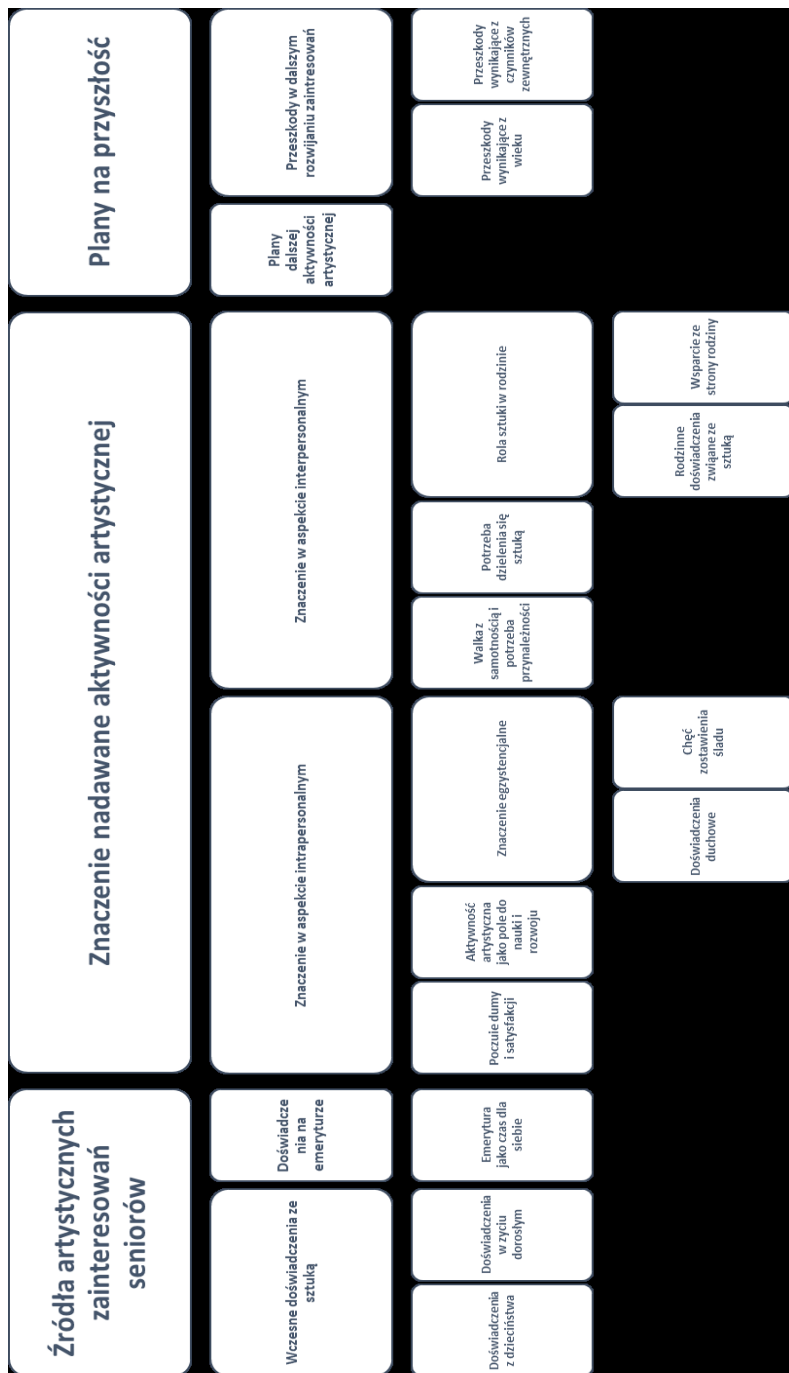 Źródła artystycznych
zainteresowań
seniorów
Znaczenie nadawane aktywności artystycznej
Plany na przyszłość
Wczesne doświadczenia ze
sztuką
Doświadcze
nia na
emeryturze
Znaczenie w aspekcie intrapersonalnym
Znaczenie w aspekcie interpersonalnym
Plany
dalszej
aktywności
artystycznej
Przeszkody w dalszym
rozwijaniu zaintresowań
Doświadczenia
z dzieciństwa
Doświadczenia
w życiu
dorosłym
Emerytura
jako czas dla
siebie
Poczuie dumy
i satysfakcji
Aktywność
artystyczna
jako pole do
nauki i
rozwoju
Znaczenie egzystencjalne
Walka z
samotnością i
potrzeba
przynależności
Potrzeba
dzielenia się
sztuką
Rola sztuki w rodzinie
Przeszkody
wynikające z
wieku
Przeszkody
wynikające z
czynników
zewnętrznych
Doświadczenia
duchowe
Chęć
zostawienia
śladu
Rodzinne
doświadczenia
związane ze
sztuką
Wsparcie ze
strony rodziny